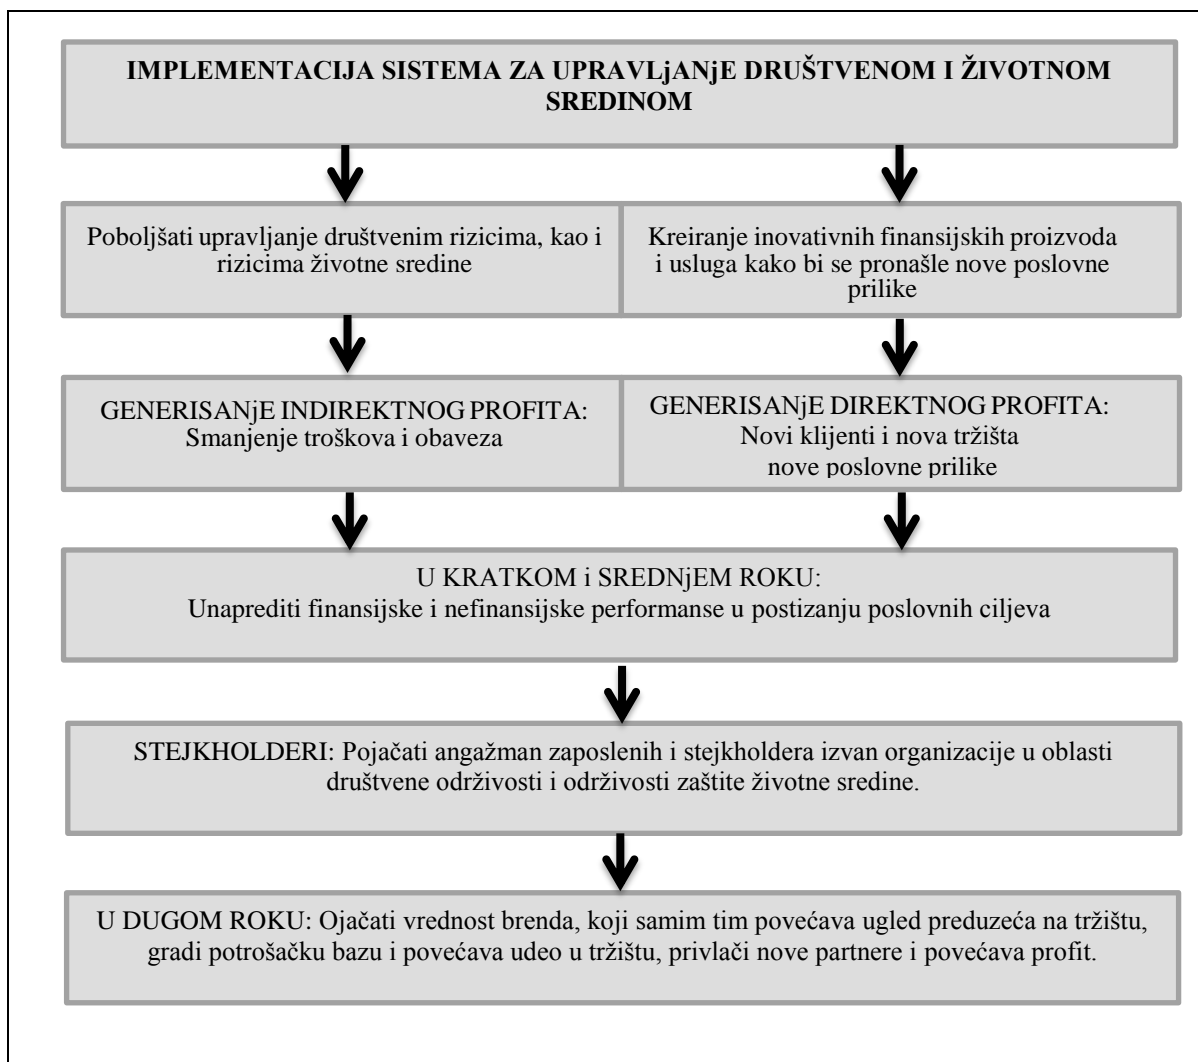 IMPLEMENTACIJA SISTEMA ZA UPRAVLjANjE DRUŠTVENOM I ŽIVOTNOM
SREDINOM
Poboljšati upravljanje društvenim rizicima, kao i
rizicima životne sredine
Kreiranje inovativnih finansijskih proizvoda
i usluga kako bi se pronašle nove poslovne
prilike
GENERISANjE INDIREKTNOG PROFITA:
Smanjenje troškova i obaveza
GENERISANjE DIREKTNOG PROFITA:
Novi klijenti i nova tržišta
nove poslovne prilike
U KRATKOM i SREDNjEM ROKU:
Unaprediti finansijske i nefinansijske performanse u postizanju poslovnih ciljeva
STEJKHOLDERI: Pojačati angažman zaposlenih i stejkholdera izvan organizacije u oblasti
društvene održivosti i održivosti zaštite životne sredine.
U DUGOM ROKU: Ojačati vrednost brenda, koji samim tim povećava ugled preduzeća na tržištu,
gradi potrošačku bazu i povećava udeo u tržištu, privlači nove partnere i povećava profit.